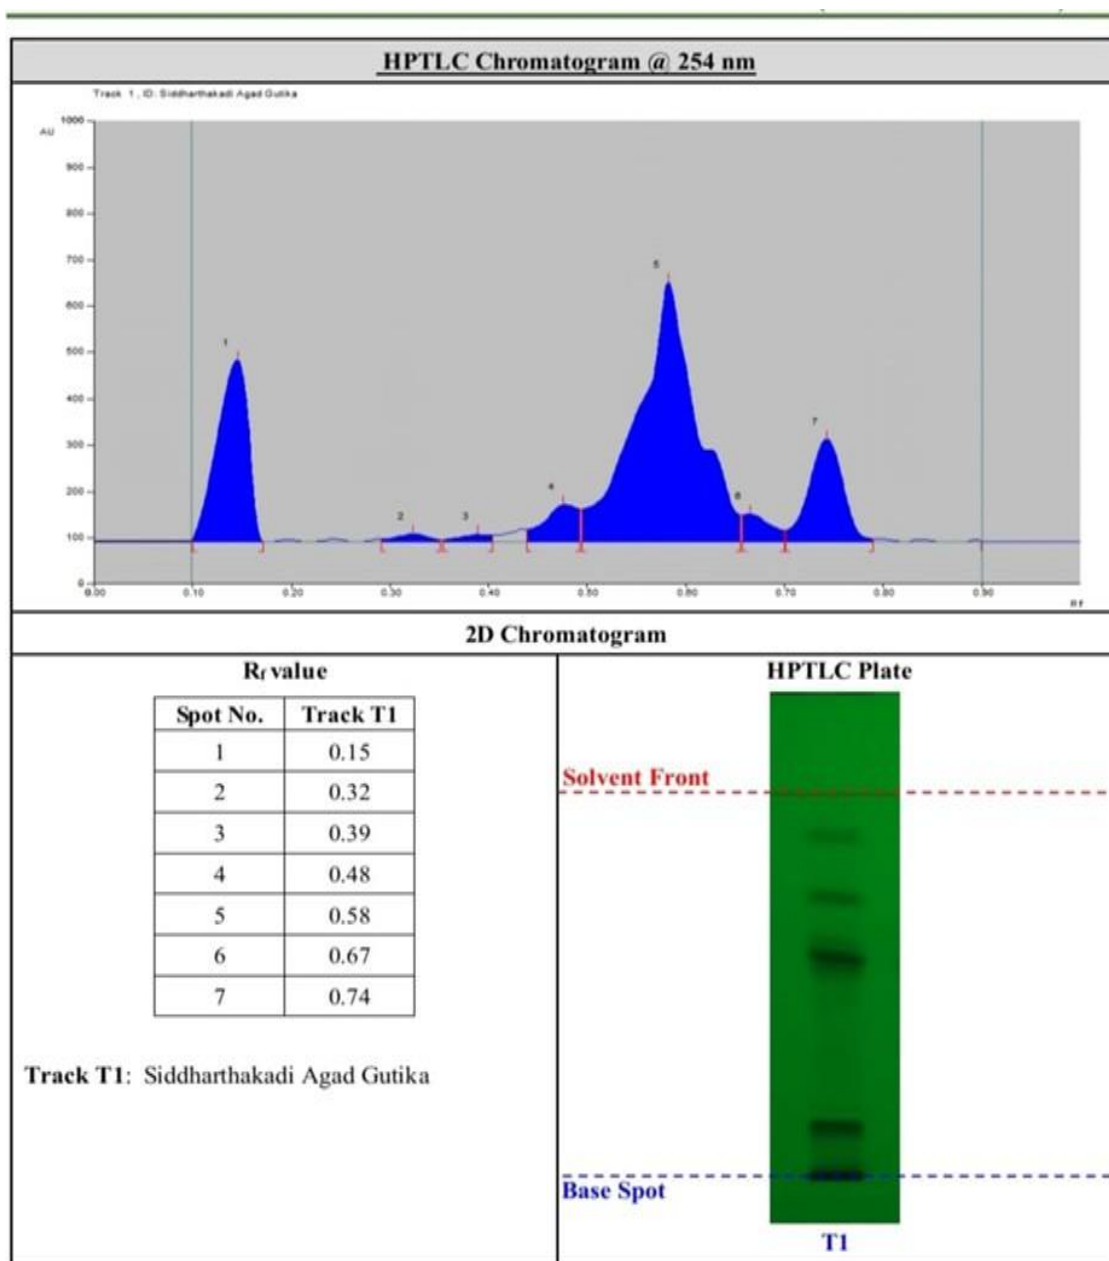 HPTLC Chromatogram @ 254 nm
Track 1, ID: Siddharthakadi Agad Gutika
AU
1000
900
800
700
600
500
400
300
200
100
0
1
2
3
4
5
6
7
0.00 0.10 0.20 0.30 0.40 0.50 0.60 0.70 0.80 0.90
Rf
2D Chromatogram
Rf value
Spot No. Track T1
1 0.15
2 0.32
3 0.39
4 0.48
5 0.58
6 0.67
7 0.74
Track T1: Siddharthakadi Agad Gutika
HPTLC Plate
Solvent Front
Base Spot
T1